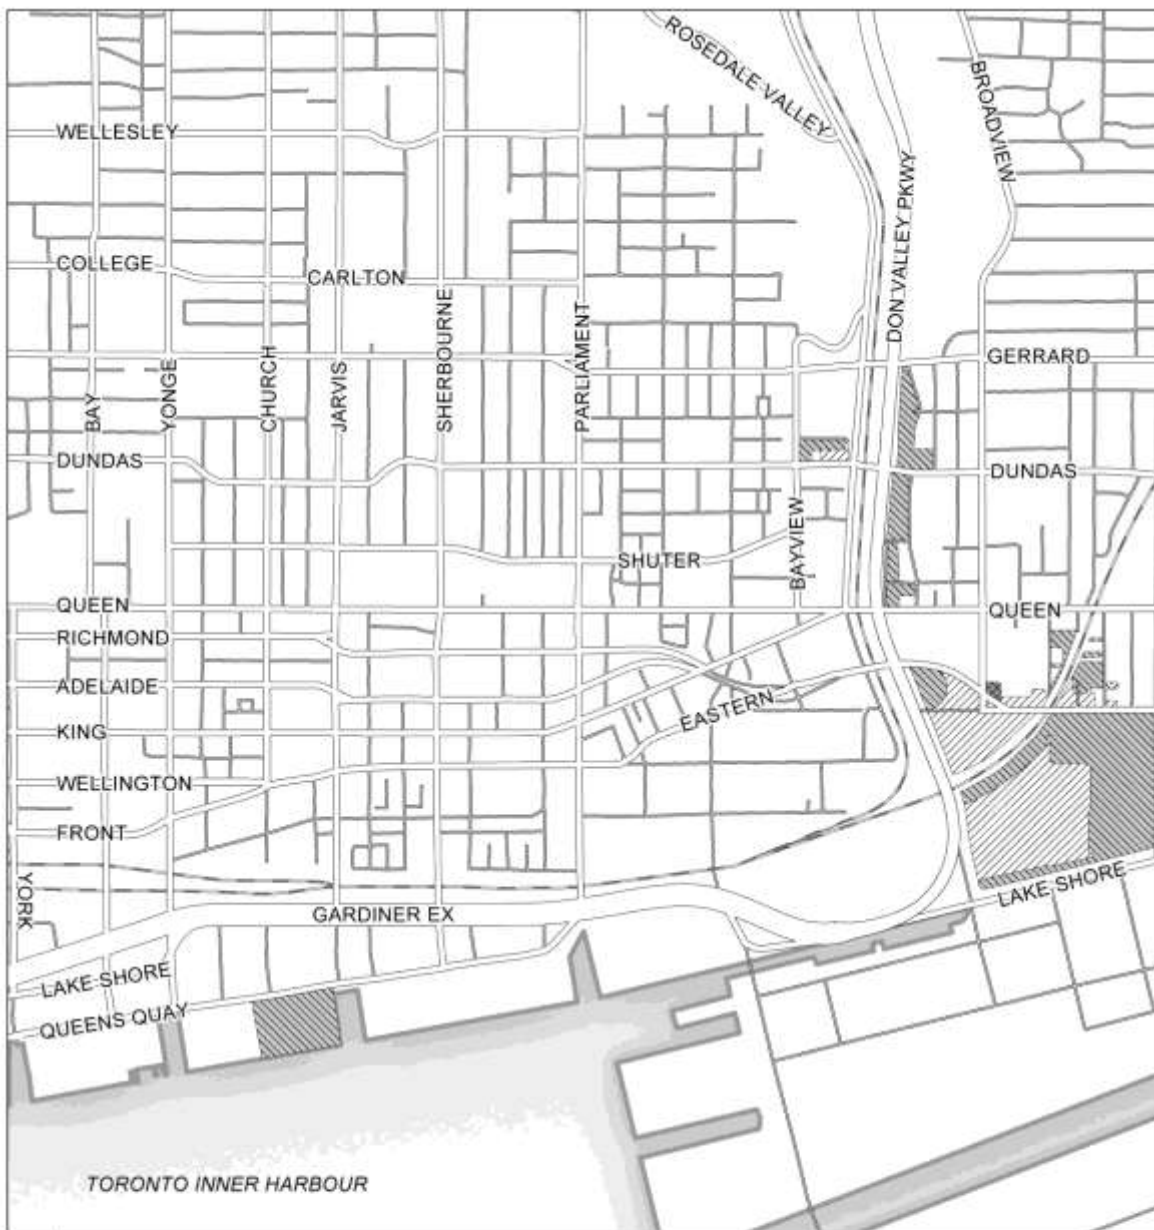 ROSEDALE VALLEY
BROADVIEW
WELLESLEY
DON VALLEY PKWY
COLLEGE
CARLTON
BAY
YONGE
CHURCH
JARVIS
SHERBOURNE
PARLIAMENT
GERRARD
DUNDAS
DUNDAS
BAYVIEW
SHUTER
QUEEN
QUEEN
RICHMOND
ADELAIDE
EASTERN
KING
WELLINGTON
FRONT
YORK
GARDINER EX
LAKE SHORE
LAKE SHORE
QUEENS QUAY
TORONTO INNER HARBOUR